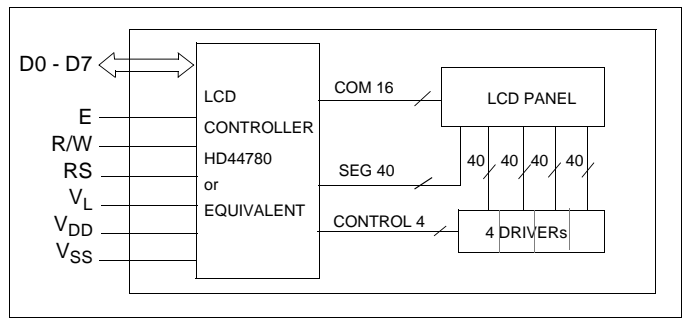 D0 - D7
E
R/W
RS
VL
VDD
VSS
LCD
CONTROLLER
HD44780
or
EQUIVALENT
COM 16
SEG 40
CONTROL 4
LCD PANEL
40 40 40 40
4 DRIVERs